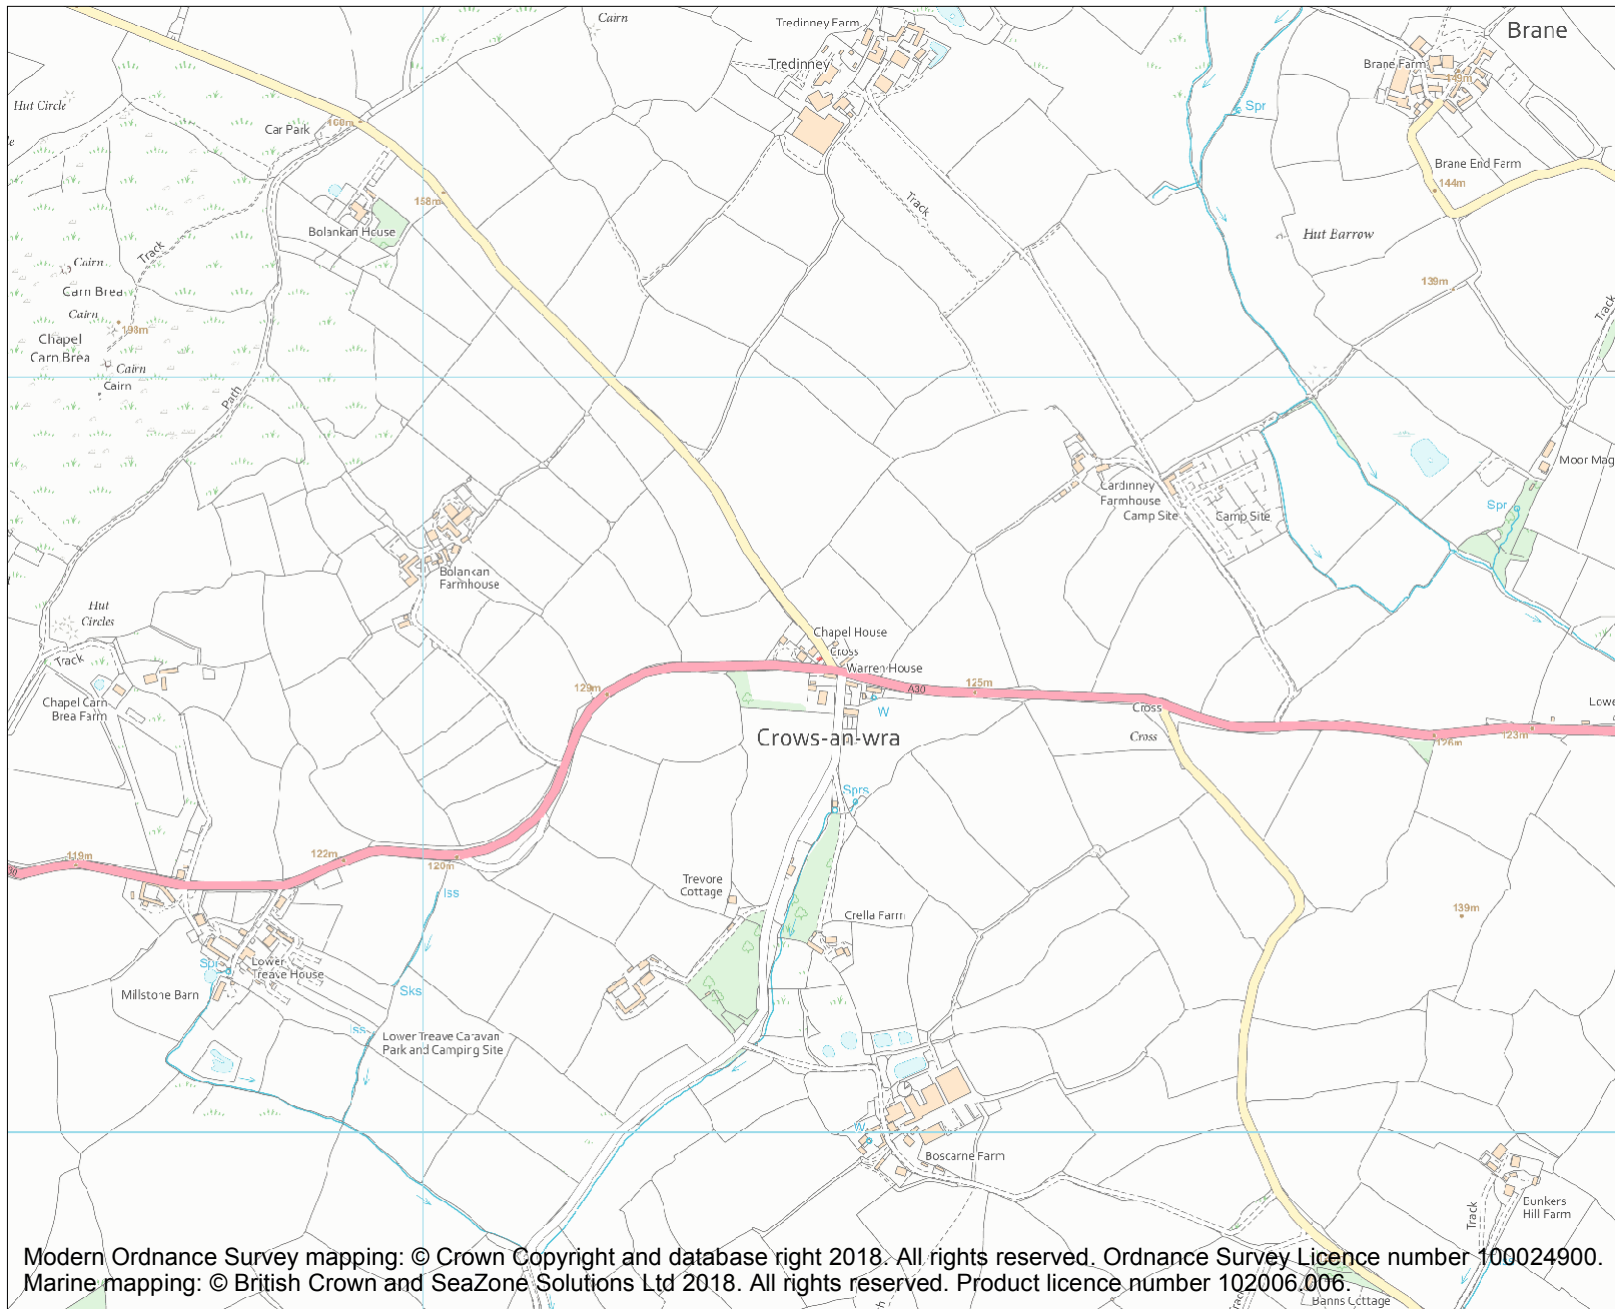 Cairn
Tredinney Farm
Brane
Tredinney
Brane Farm
149m
Hut Circle
Spr
Car Park
160m
Brane End Farm
144m
158m
Track
Bolankan House
Hut Barrow
Track
Cairn
139m
Carn Brea
Cairn
198m
Track
Chapel
Carn Brea
Cairn
Cairn
Path
Moor Mag
Cardinney
Farmhouse
Camp Site
Camp Site
Spr
Bolankan
Farmhouse
Hut
Circles
Chapel House
Cross
Track
Warren House
129m
A30
125m
W
Chapel Carn
Brea Farm
Cross
Lowe
Cross
Crows-an-wra
126m
123m
Sprs
119m
122m
120m
30
Trevore
Cottage
Iss
Crella Farm
139m
Spr
Lower
Treave House
Millstone Barn
Sks
Iss
Lower Treave Caravan
Park and Camping Site
W
Boscarne Farm
Track
Bunkers
Hill Farm
Modern Ordnance Survey mapping: © Crown Copyright and database right 2018. All rights reserved. Ordnance Survey Licence number 100024900.
Marine mapping: © British Crown and SeaZone Solutions Ltd 2018. All rights reserved. Product licence number 102006.006.
Banns Cottage
Track